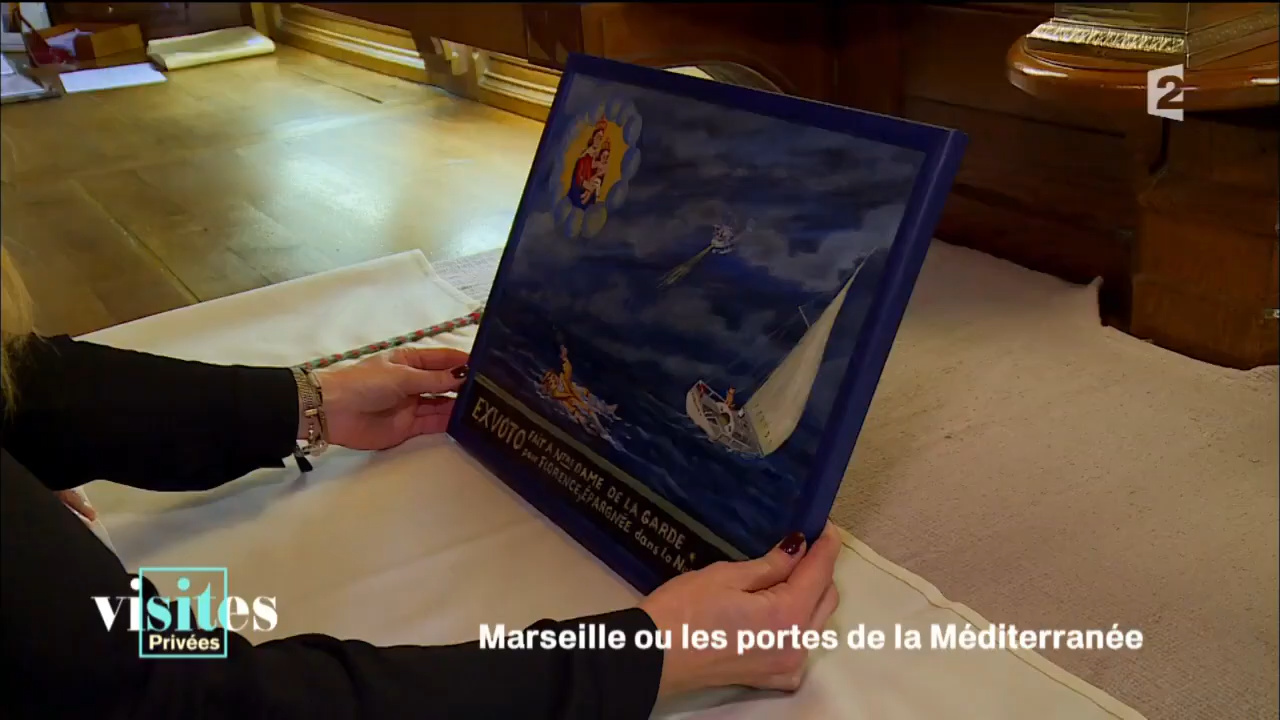 2
EXVOTO FAIT A Ntre DAME DE LA GARDE
pour FLORENCE, ÉPARGNÉE dans la
visites
Privées
Marseille ou les portes de la Méditerranée